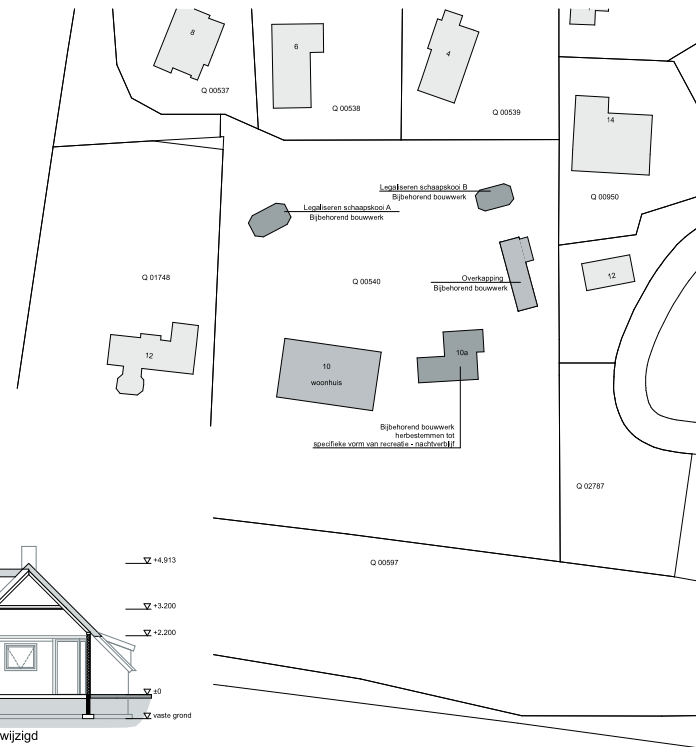 8
6
4
Q 00537
Q 00538
Q 00539
14
Q 00950
Legaliseren schaapskooi B
Bijbehorend bouwwerk
Legaliseren schaapskooi A
Bijbehorend bouwwerk
Q 01748
Q 00540
Overkapping
Bijbehorend bouwwerk
12
12
10
woonhuis
10a
Bijbehorend bouwwerk
herbestemmen tot
specifieke vorm van recreatie - nachtverblijf
Q 02787
Q 00597
+4.913
+3.200
+2.200
±0
vaste grond
wijzigd